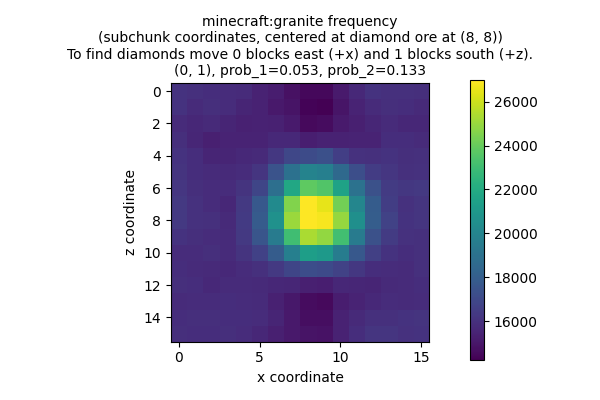 minecraft:granite frequency
(subchunk coordinates, centered at diamond ore at (8, 8))
To find diamonds move 0 blocks east (+x) and 1 blocks south (+z).
(0, 1), prob_1=0.053, prob_2=0.133
0
2
4
6
8
10
12
14
z coordinate
0 5 10 15
x coordinate
26000
24000
22000
20000
18000
16000